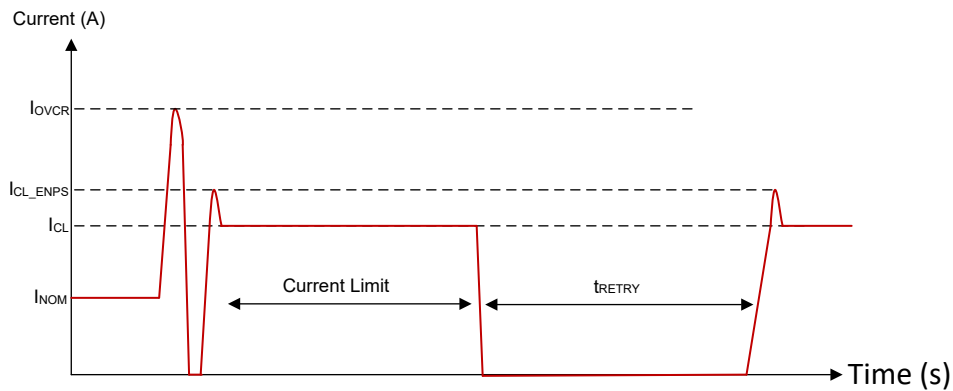 Current (A)
IOVCR
ICL_ENPS
ICL
INOM
Current Limit
tRETRY
Time (s)